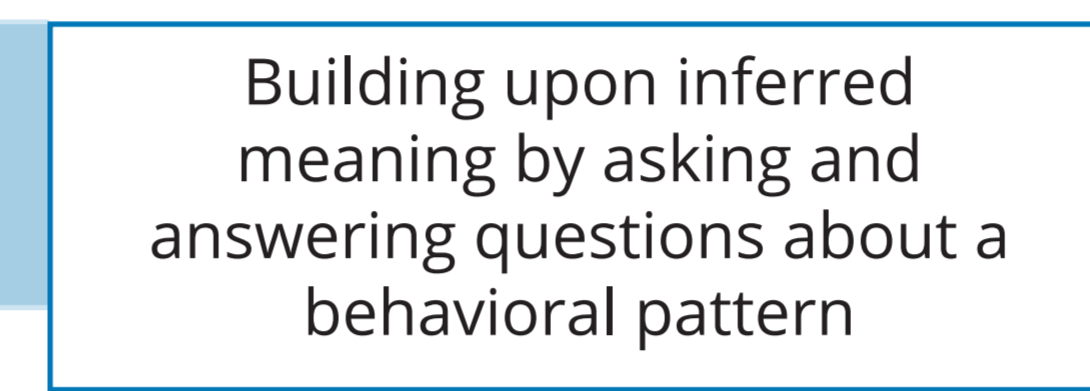 Building upon inferred
meaning by asking and
answering questions about a
behavioral pattern